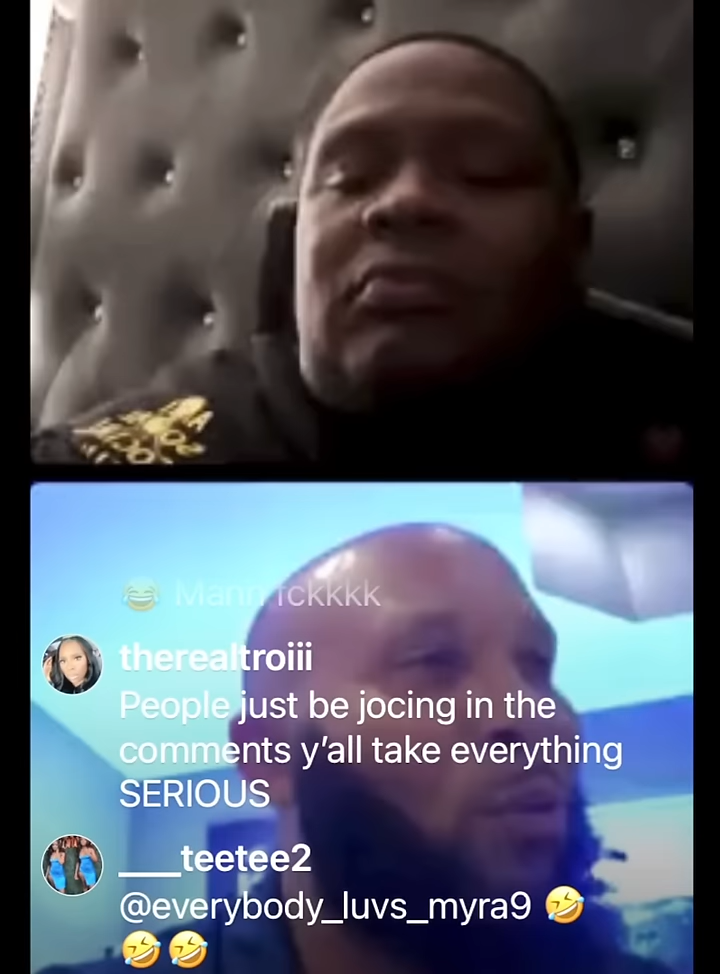 😂 Mann fckkkk
therealtroiii
People just be jocing in the
comments y'all take everything
SERIOUS
___teetee2
@everybody_luvs_myra9 🤣
🤣🤣